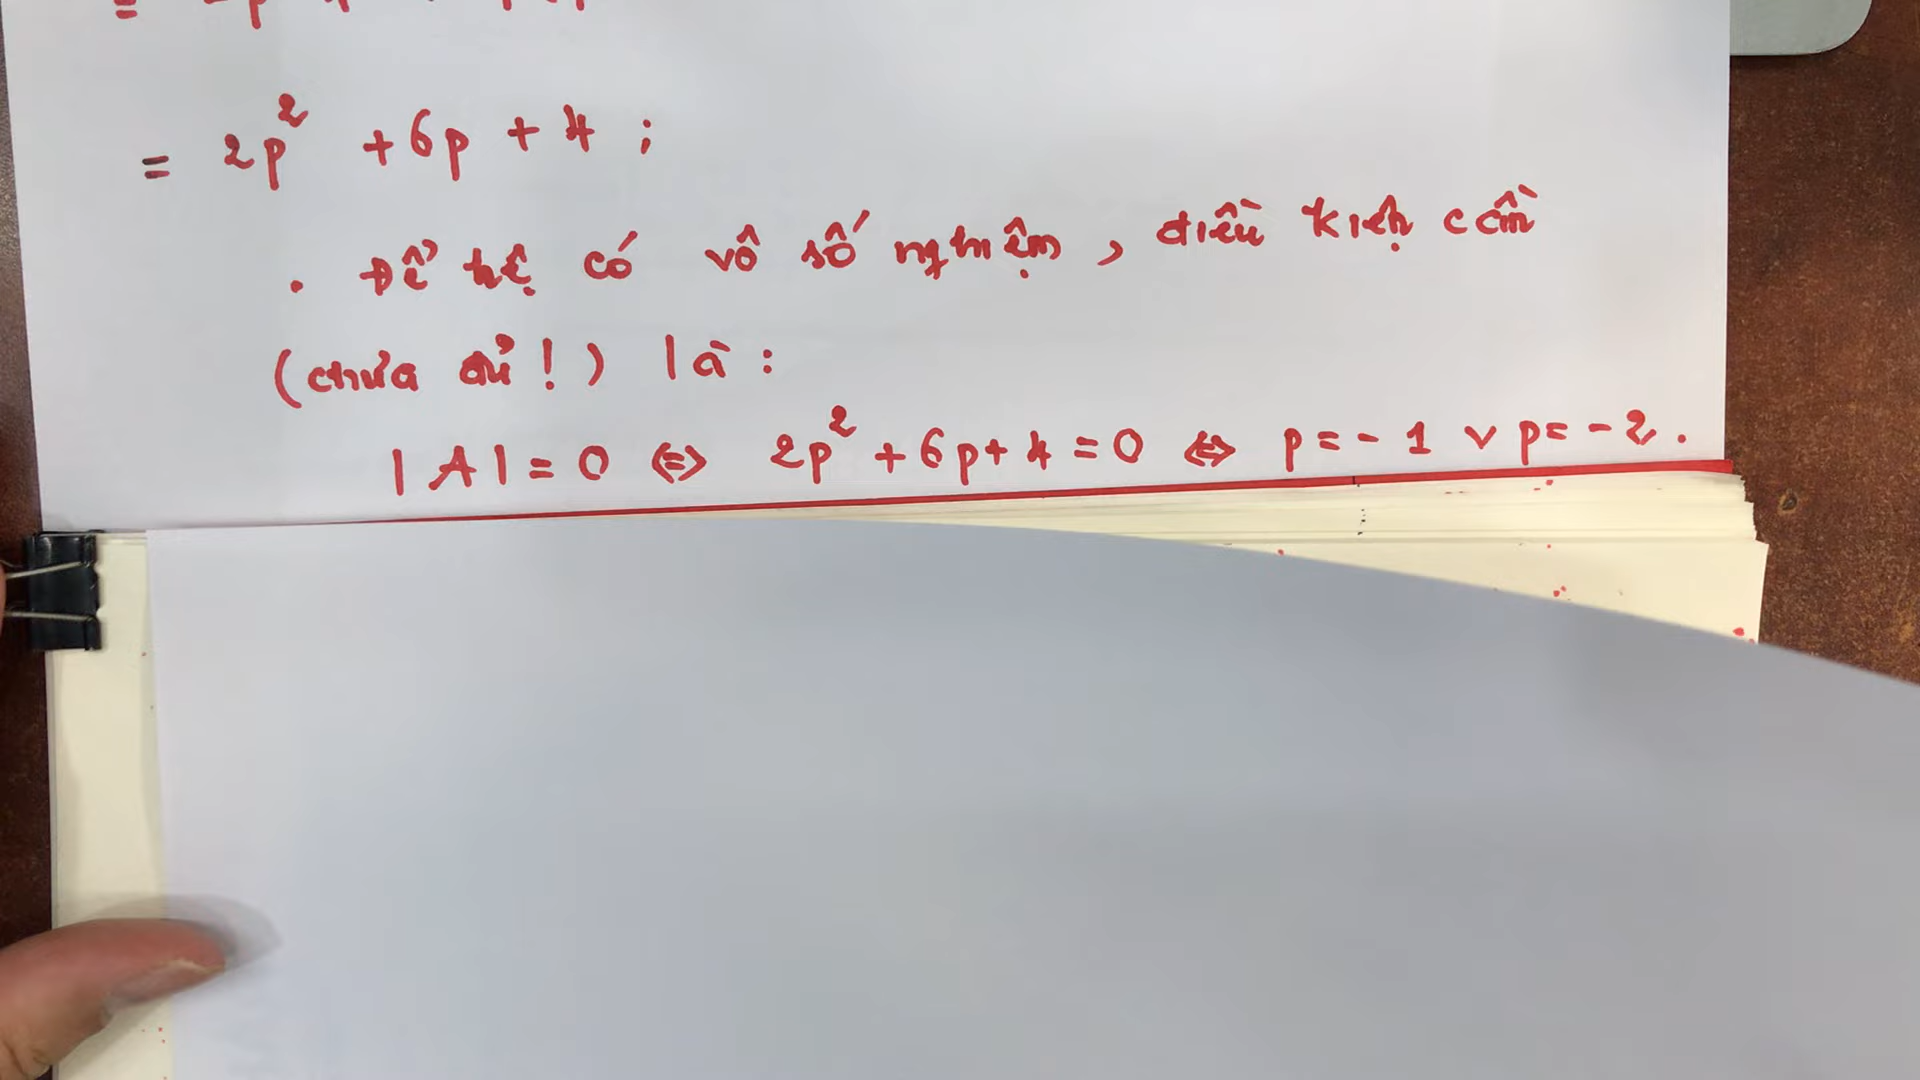 = 2p² + 6p + 4 ;
. Để hệ có vô số nghiệm , điều kiện cần
(chưa đủ ! ) là :
|A| = 0 ⇔ 2p² + 6p + 4 = 0 ⇔ p = - 1 ∨ p = - 2 .